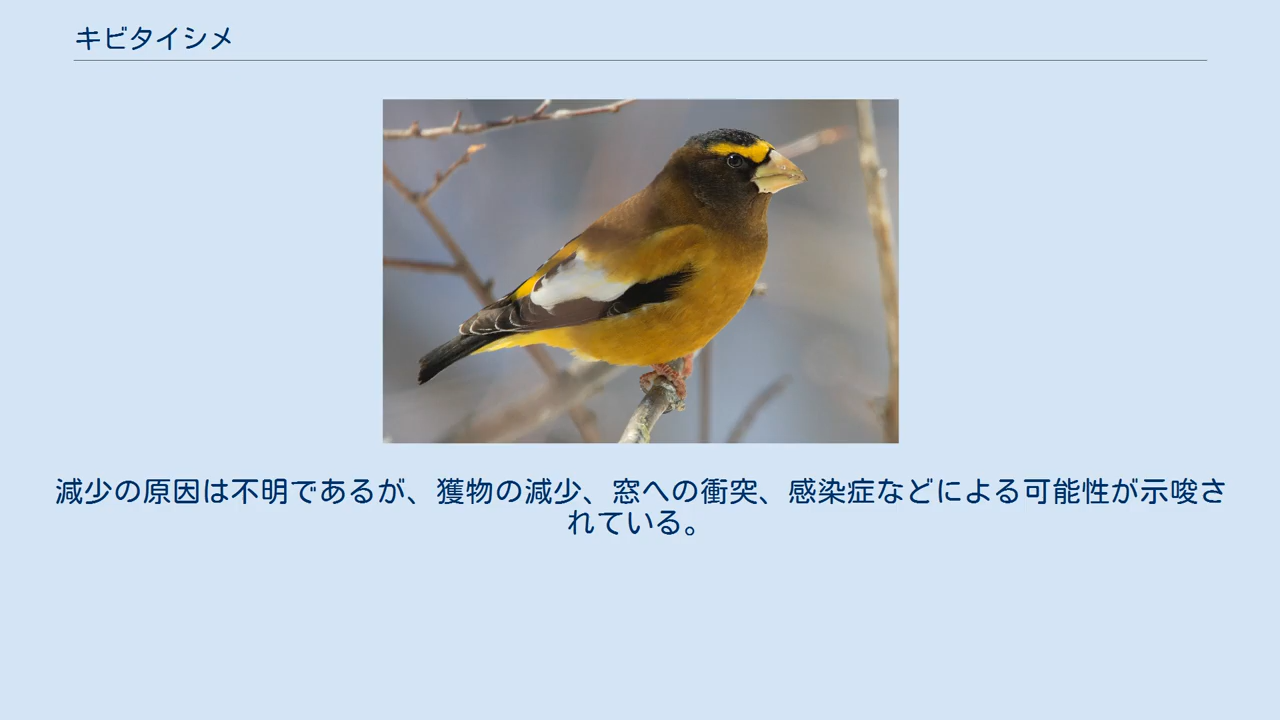 キビタイシメ
減少の原因は不明であるが、獲物の減少、窓への衝突、感染症などによる可能性が示唆さ
れている。